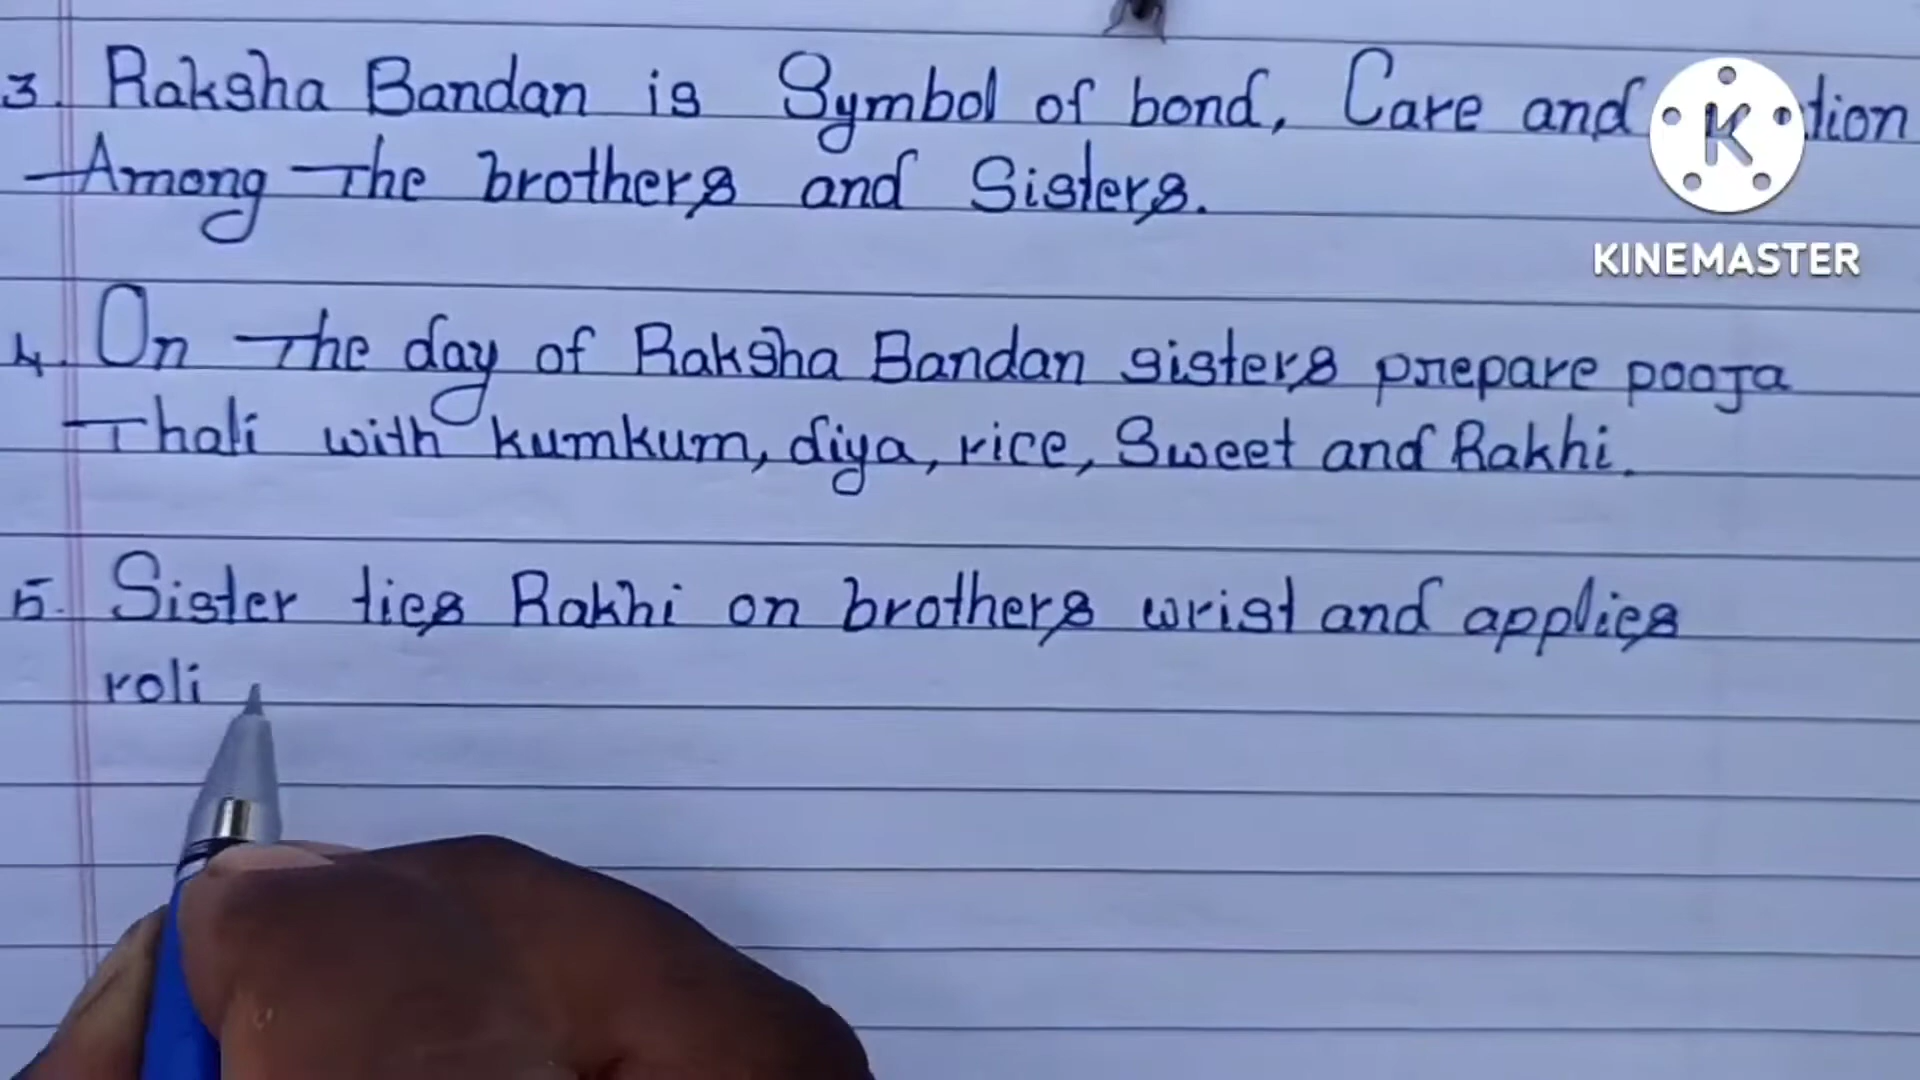 3. Raksha Bandan is Symbol of bond, Care and
Among The brothers and Sisters.
KINEMASTER
4. On The day of Raksha Bandan sisters prepare pooja
Thali with kumkum, diya, rice, Sweet and Rakhi.
5. Sister ties Rakhi on brothers wrist and applies
roli